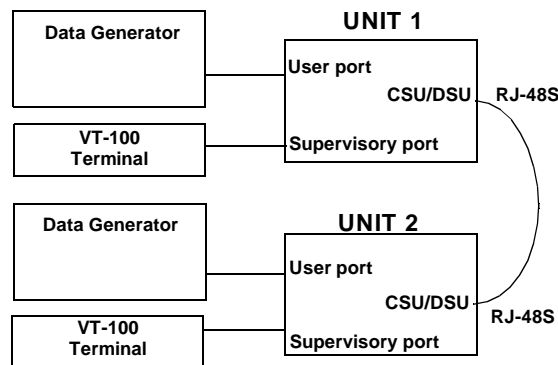 UNIT 1
Data Generator
User port
CSU/DSU
RJ-48S
VT-100
Terminal
Supervisory port
UNIT 2
Data Generator
User port
CSU/DSU
RJ-48S
VT-100
Terminal
Supervisory port